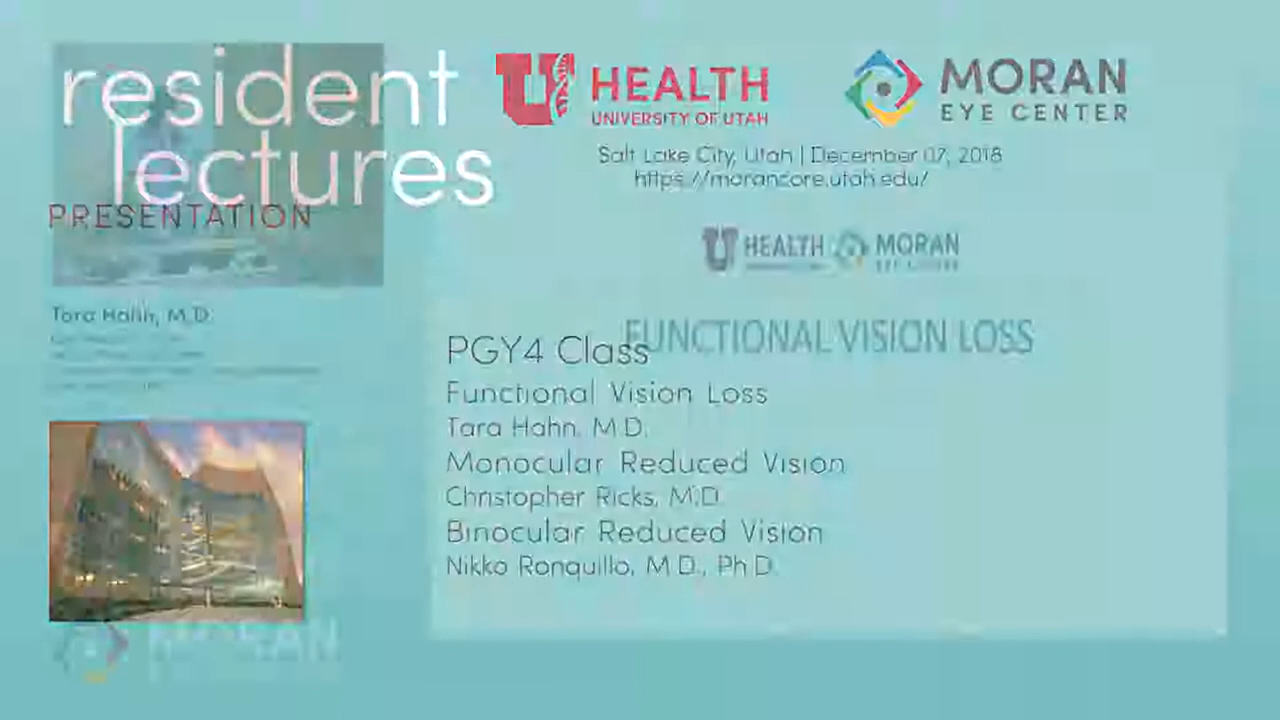 resident
lectures
PRESENTATION
HEALTH
UNIVERSITY OF UTAH
MORAN
EYE CENTER
Salt Lake City, Utah | December 07, 2018
https://morancore.utah.edu/
HEALTH
MORAN
FUNCTIONAL VISION LOSS
Tara Hahn, M.D.
PGY4 Class
Functional Vision Loss
Tara Hahn, M.D.
Monocular Reduced Vision
Christopher Ricks, M.D.
Binocular Reduced Vision
Nikko Ronquillo, M.D., Ph.D.
MORAN